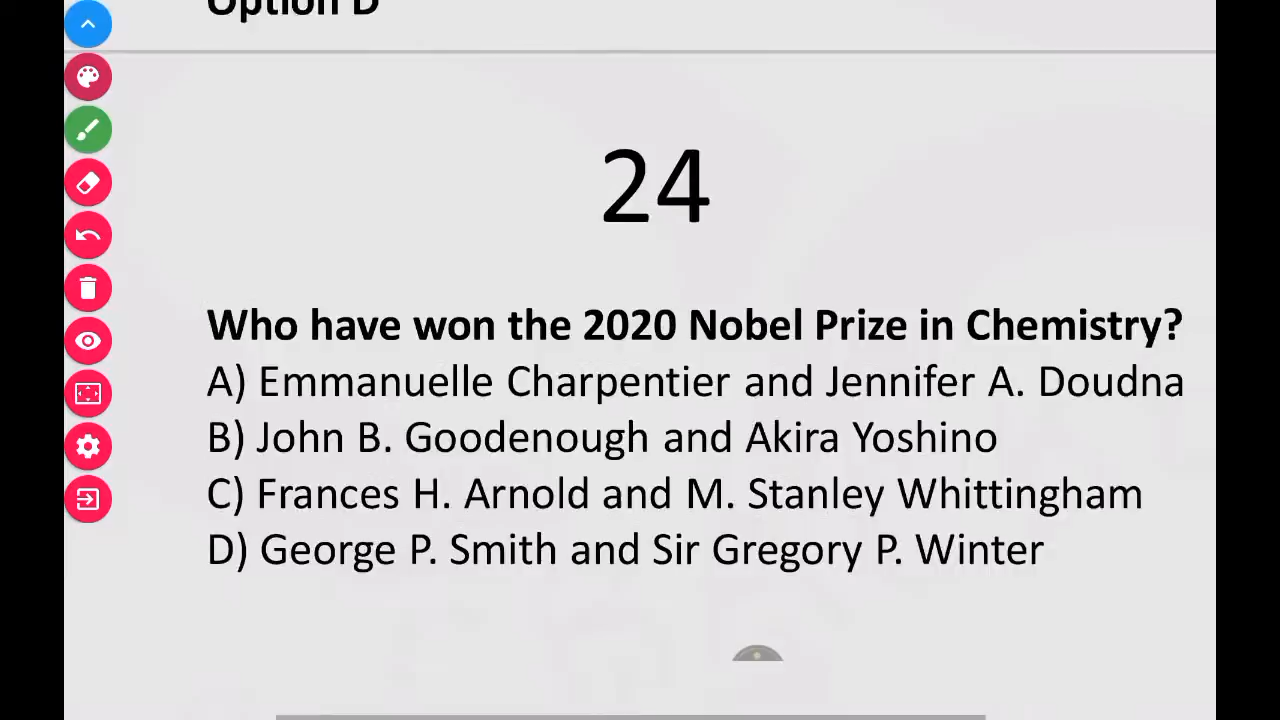 Option D
24
Who have won the 2020 Nobel Prize in Chemistry?
A) Emmanuelle Charpentier and Jennifer A. Doudna
B) John B. Goodenough and Akira Yoshino
C) Frances H. Arnold and M. Stanley Whittingham
D) George P. Smith and Sir Gregory P. Winter